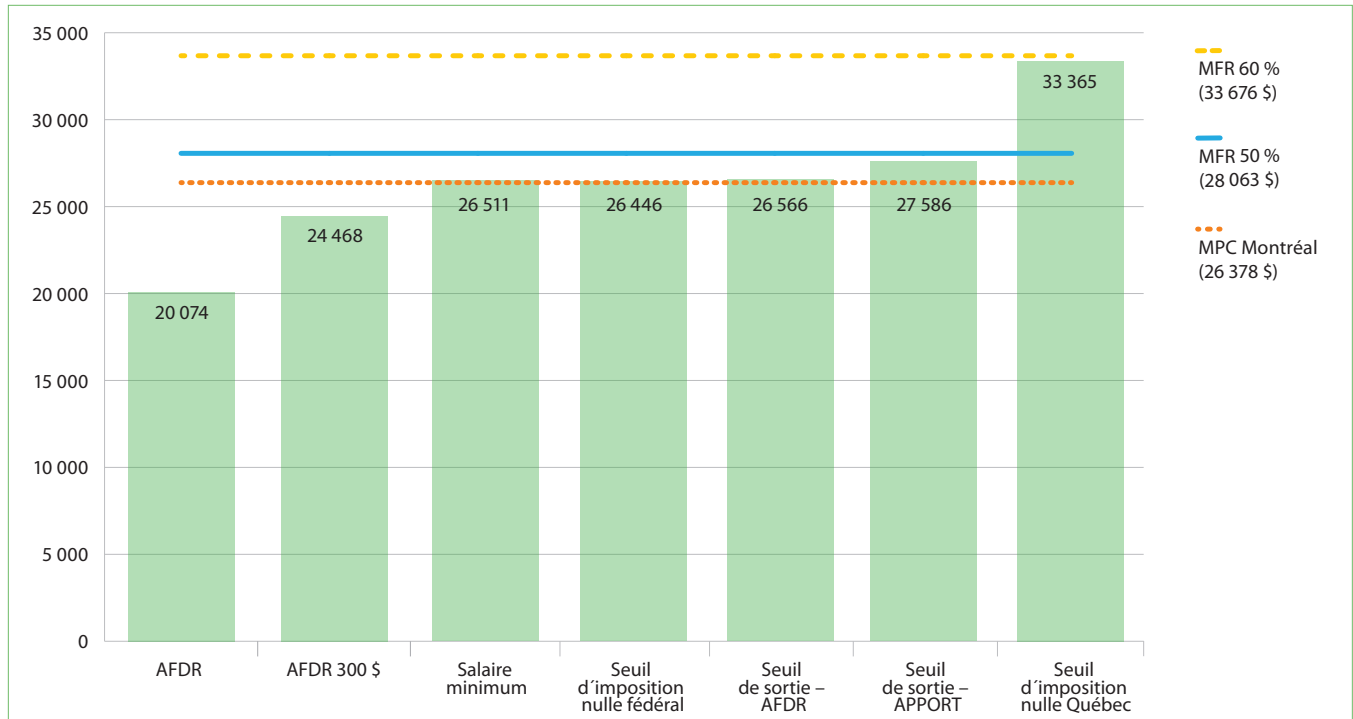 35 000
30 000
25 000
20 000
15 000
10 000
5 000
0
20 074
24 468
26 511
26 446
26 566
27 586
33 365
AFDR
AFDR 300 $
Salaire
minimum
Seuil
d´imposition
nulle fédéral
Seuil
de sortie –
AFDR
Seuil
de sortie –
APPORT
Seuil
d´imposition
nulle Québec
MFR 60 %
(33 676 $)
MFR 50 %
(28 063 $)
MPC Montréal
(26 378 $)